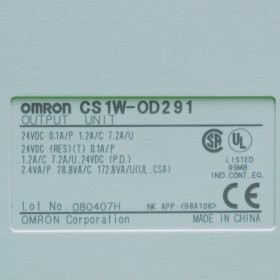 OMRON CS1W-OD291
OUTPUT UNIT
24VDC 0.1A/P 1.2A/C 7.2A/U
24VDC (RES)(T) 0.1A/P
1.2A/C 7.2A/U.24VDC (P.D.)
2.4VA/P 28.8VA/C 172.8VA/U(UL,CSA)
LISTED
95MB
IND.CONT.EQ.
Lot No. 080407H
NK APP-<98A106>
CE
OMRON Corporation
MADE IN CHINA